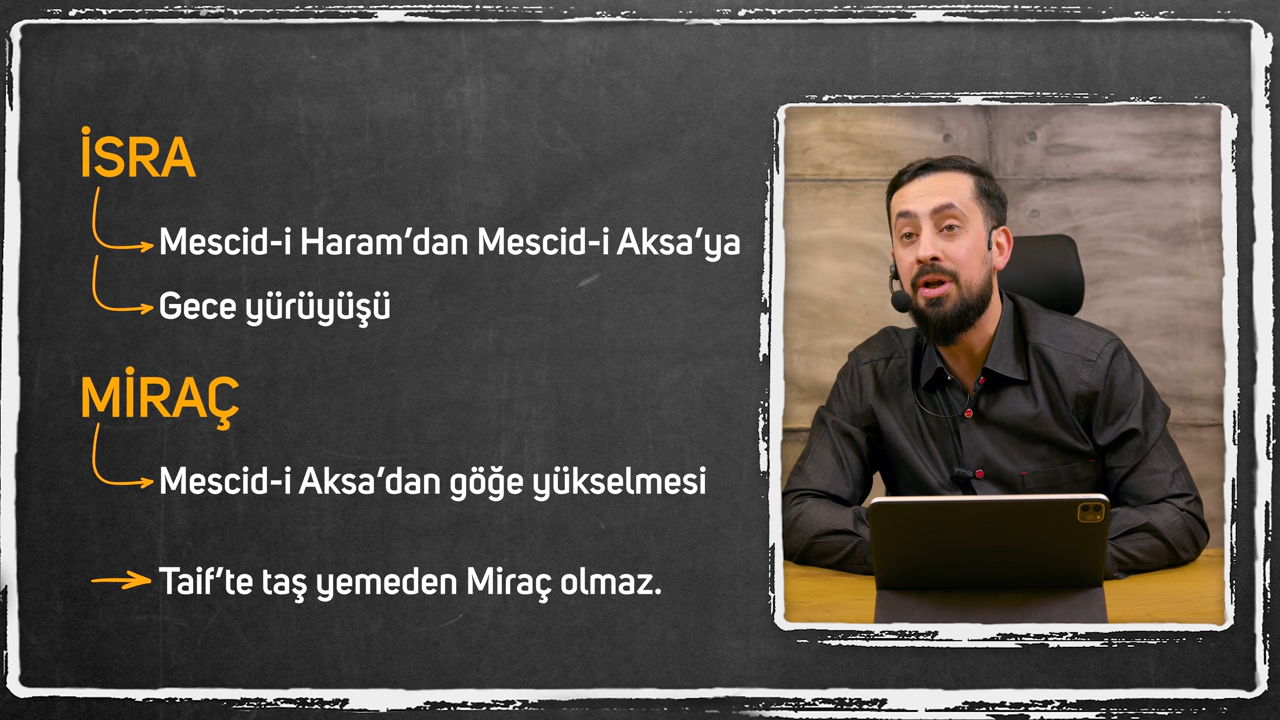 İSRA
Mescid-i Haram’dan Mescid-i Aksa’ya
Gece yürüyüşü
MİRAÇ
Mescid-i Aksa’dan göğe yükselmesi
Taif’te taş yemeden Miraç olmaz.